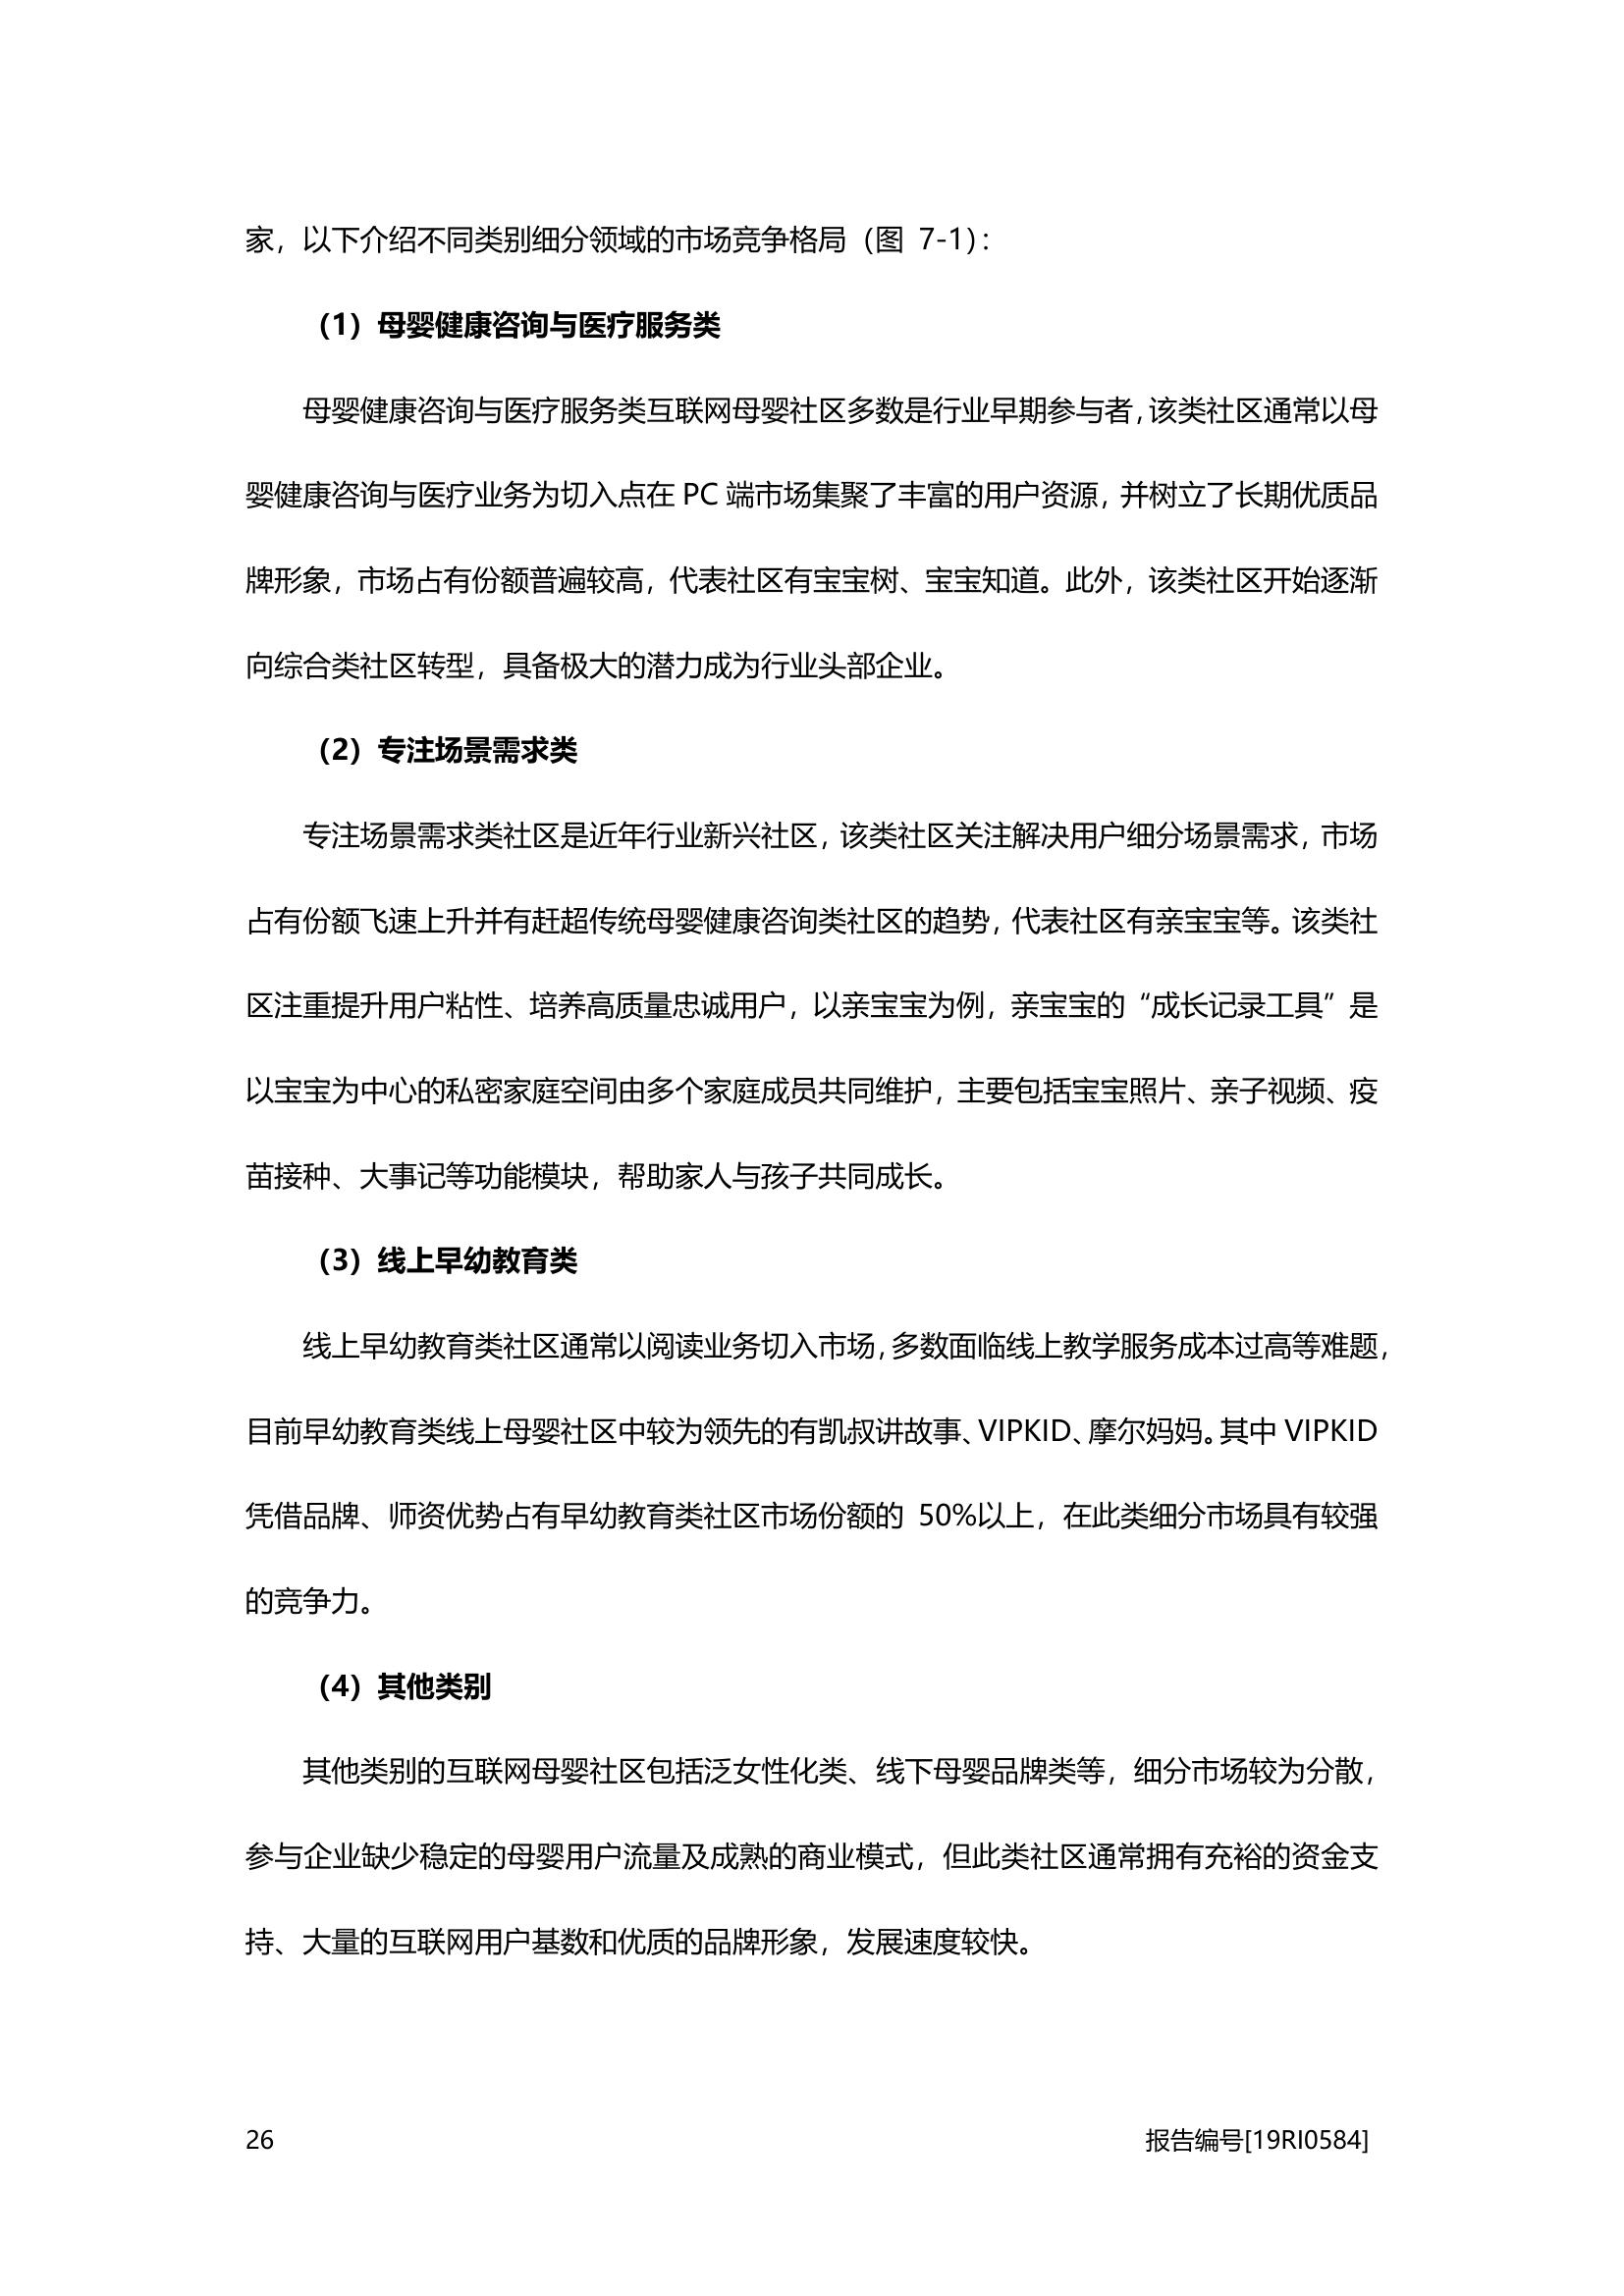 家，以下介绍不同类别细分领域的市场竞争格局（图 7-1）：
（1）母婴健康咨询与医疗服务类
母婴健康咨询与医疗服务类互联网母婴社区多数是行业早期参与者，该类社区通常以母
婴健康咨询与医疗业务为切入点在 PC 端市场集聚了丰富的用户资源，并树立了长期优质品
牌形象，市场占有份额普遍较高，代表社区有宝宝树、宝宝知道。此外，该类社区开始逐渐
向综合类社区转型，具备极大的潜力成为行业头部企业。
（2）专注场景需求类
专注场景需求类社区是近年行业新兴社区，该类社区关注解决用户细分场景需求，市场
占有份额飞速上升并有赶超传统母婴健康咨询类社区的趋势，代表社区有亲宝宝等。该类社
区注重提升用户粘性、培养高质量忠诚用户，以亲宝宝为例，亲宝宝的“成长记录工具”是
以宝宝为中心的私密家庭空间由多个家庭成员共同维护，主要包括宝宝照片、亲子视频、疫
苗接种、大事记等功能模块，帮助家人与孩子共同成长。
（3）线上早幼教育类
线上早幼教育类社区通常以阅读业务切入市场，多数面临线上教学服务成本过高等难题，
目前早幼教育类线上母婴社区中较为领先的有凯叔讲故事、VIPKID、摩尔妈妈。其中 VIPKID
凭借品牌、师资优势占有早幼教育类社区市场份额的 50%以上，在此类细分市场具有较强
的竞争力。
（4）其他类别
其他类别的互联网母婴社区包括泛女性化类、线下母婴品牌类等，细分市场较为分散，
参与企业缺少稳定的母婴用户流量及成熟的商业模式，但此类社区通常拥有充裕的资金支
持、大量的互联网用户基数和优质的品牌形象，发展速度较快。
26 报告编号[19RI0584]